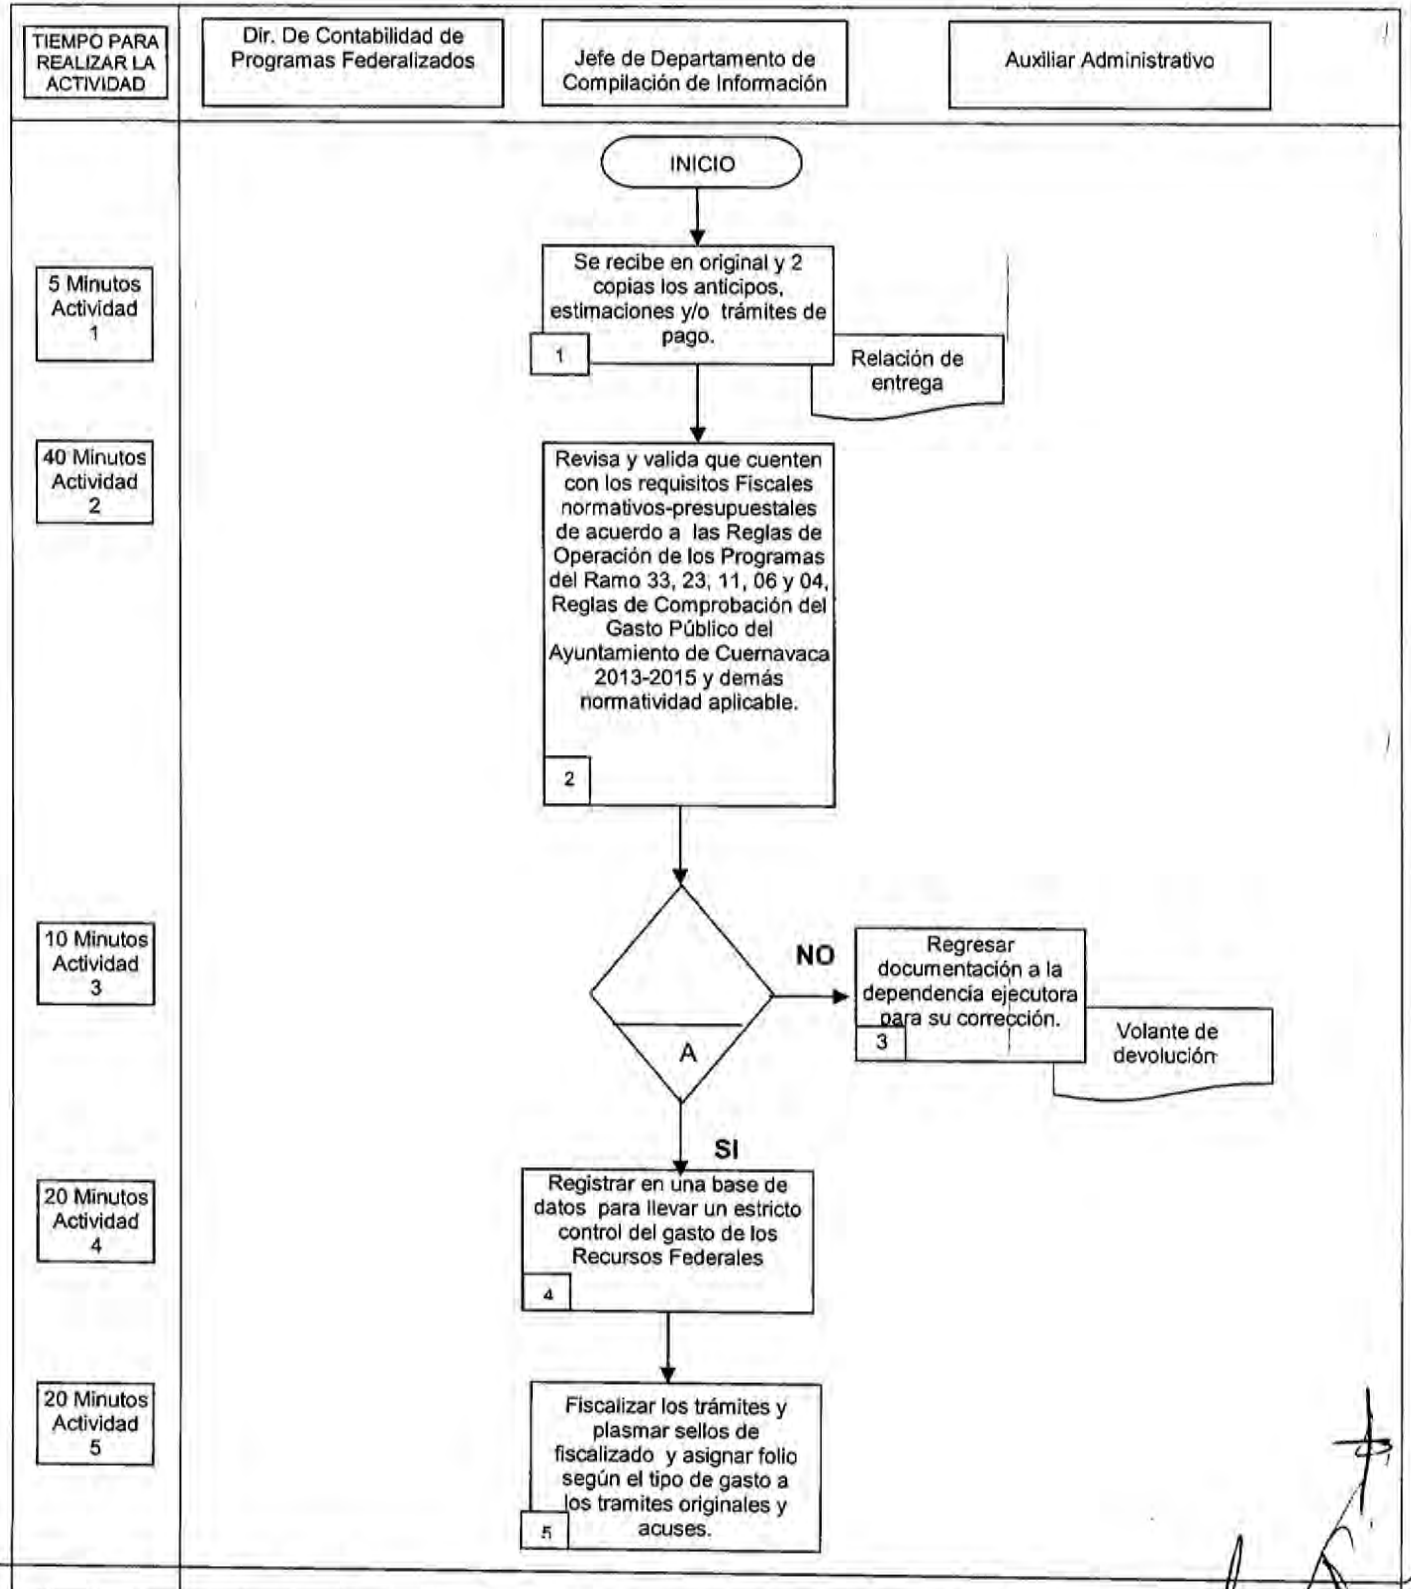 TIEMPO PARA
REALIZAR LA
ACTIVIDAD
Dir. De Contabilidad de
Programas Federalizados
Jefe de Departamento de
Compilación de Información
Auxiliar Administrativo
INICIO
5 Minutos
Actividad
1
Se recibe en original y 2
copias los anticipos,
estimaciones y/o trámites de
pago.
1
Relación de
entrega
40 Minutos
Actividad
2
Revisa y valida que cuenten
con los requisitos Fiscales
normativos-presupuestales
de acuerdo a las Reglas de
Operación de los Programas
del Ramo 33, 23, 11, 06 y 04,
Reglas de Comprobación del
Gasto Público del
Ayuntamiento de Cuernavaca
2013-2015 y demás
normatividad aplicable.
2
10 Minutos
Actividad
3
NO
Regresar
documentación a la
dependencia ejecutora
para su corrección.
3
Volante de
devolución
A
SI
20 Minutos
Actividad
4
Registrar en una base de
datos para llevar un estricto
control del gasto de los
Recursos Federales
4
20 Minutos
Actividad
5
Fiscalizar los trámites y
plasmar sellos de
fiscalizado y asignar folio
según el tipo de gasto a
los tramites originales y
acuses.
5